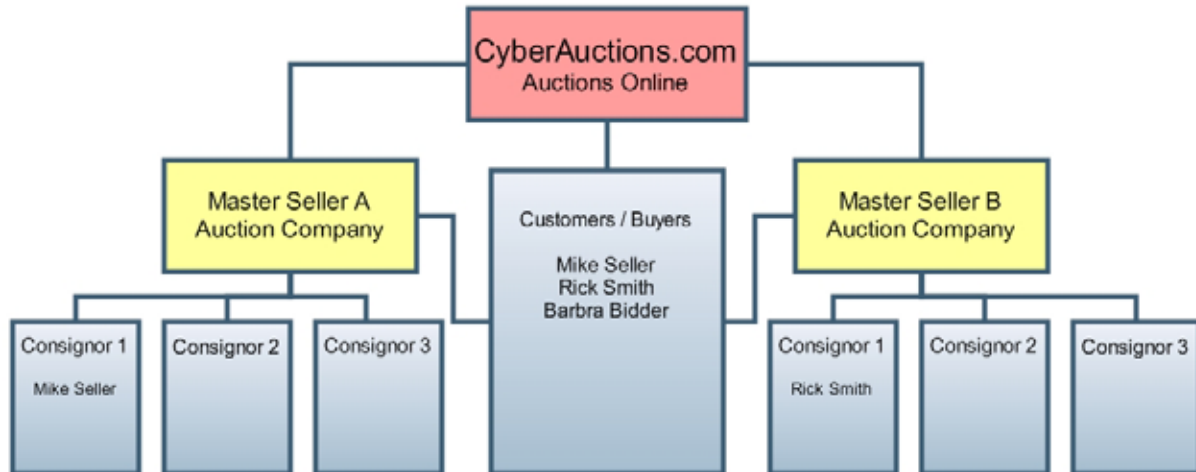 CyberAuctions.com
Auctions Online
Master Seller A
Auction Company
Customers / Buyers
Mike Seller
Rick Smith
Barbra Bidder
Master Seller B
Auction Company
Consignor 1
Mike Seller
Consignor 2
Consignor 3
Consignor 1
Rick Smith
Consignor 2
Consignor 3